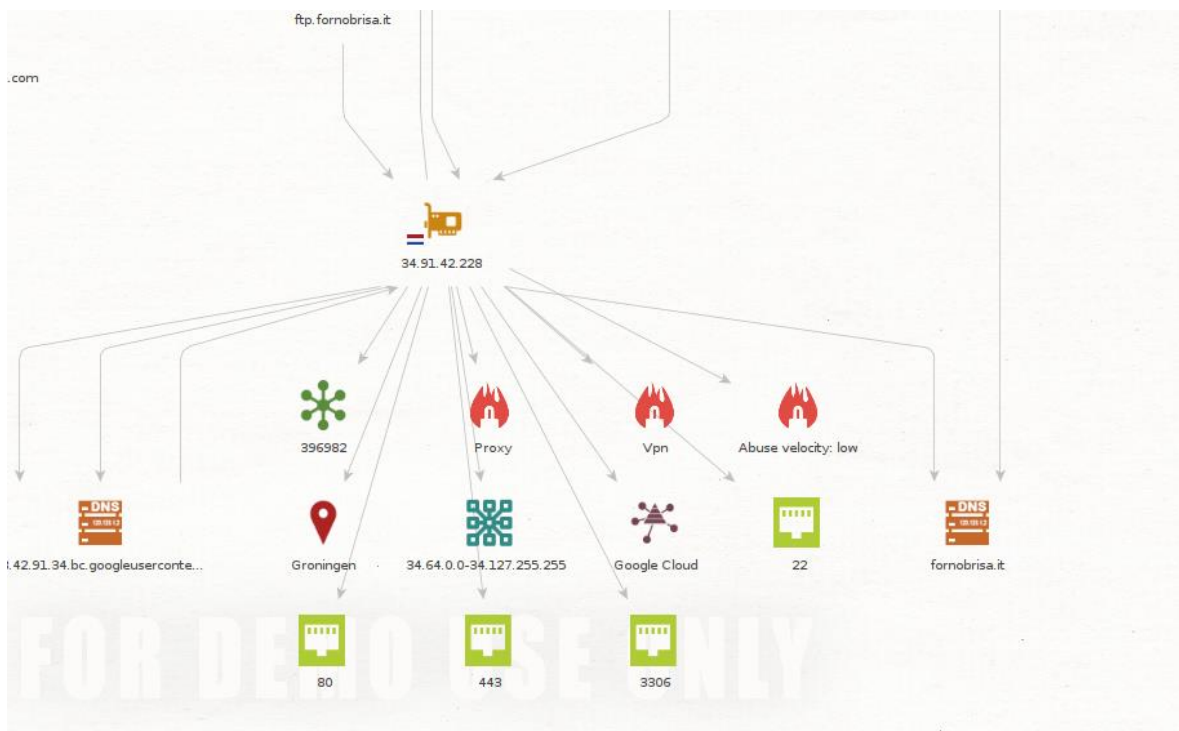 ftp.fornobrisa.it
.com
34.91.42.228
396982
Proxy
Vpn
Abuse velocity: low
DNS
DNS
.42.91.34.bc.googleuserconte...
Groningen
34.64.0.0-34.127.255.255
Google Cloud
22
fornobrisa.it
80
443
3306
FOR DEMO USE ONLY